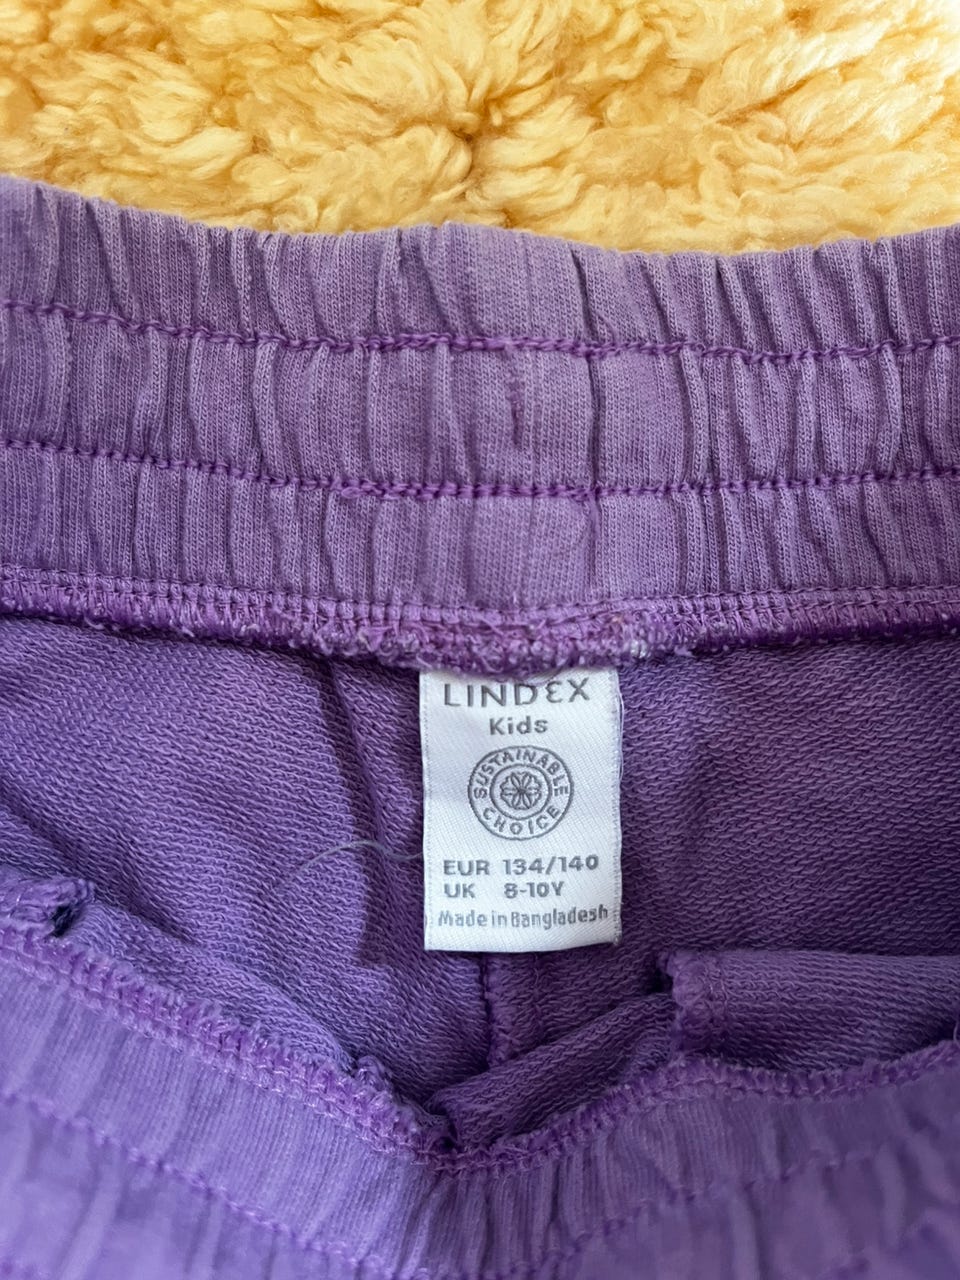 LINDEX
Kids
SUSTAINABLE
CHOICE
EUR 134/140
UK 8-10Y
Made in Bangladesh